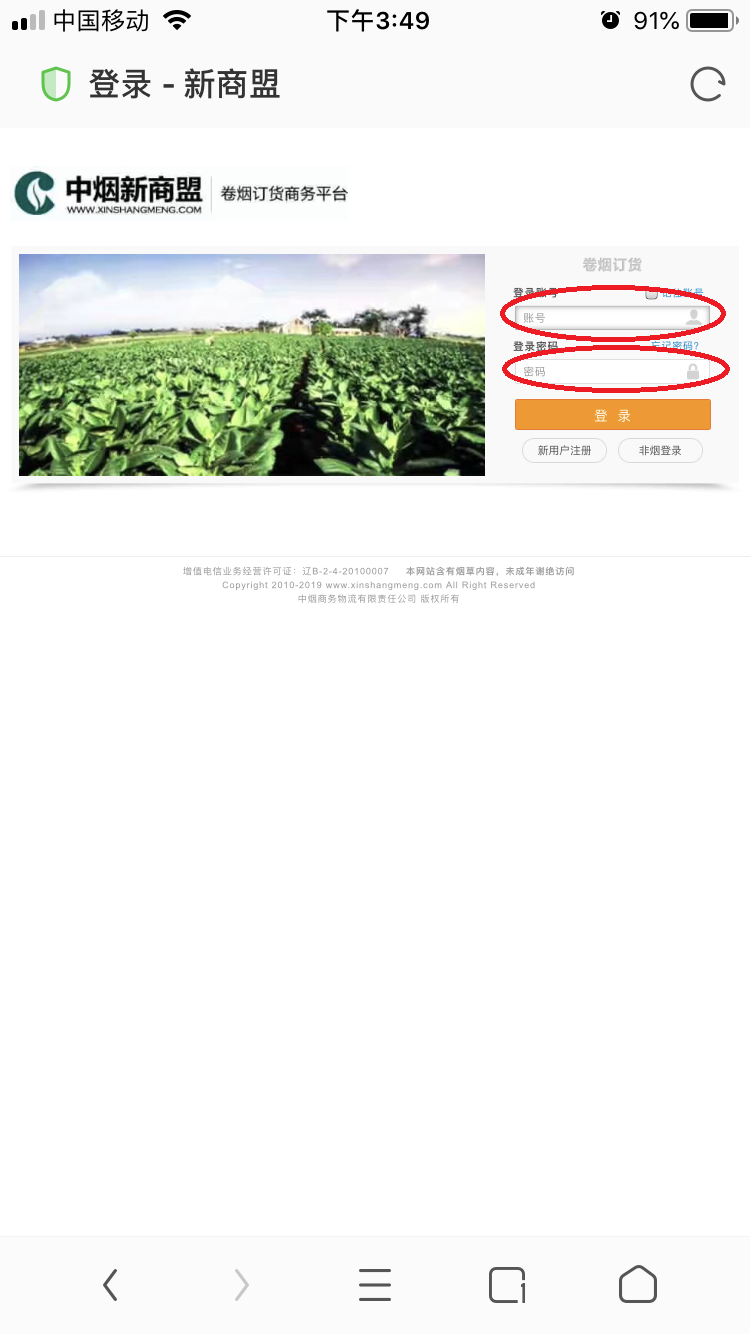 中国移动 下午3:49 91%
登录 - 新商盟
中烟新商盟 卷烟订货商务平台
WWW.XINSHANGMENG.COM
卷烟订货
登录账号 记住账号
账号
登录密码 忘记密码?
密码
登 录
新用户注册 非烟登录
增值电信业务经营许可证：辽B-2-4-20100007 本网站含有烟草内容，未成年谢绝访问
Copyright 2010-2019 www.xinshangmeng.com All Right Reserved
中烟商务物流有限责任公司 版权所有
1